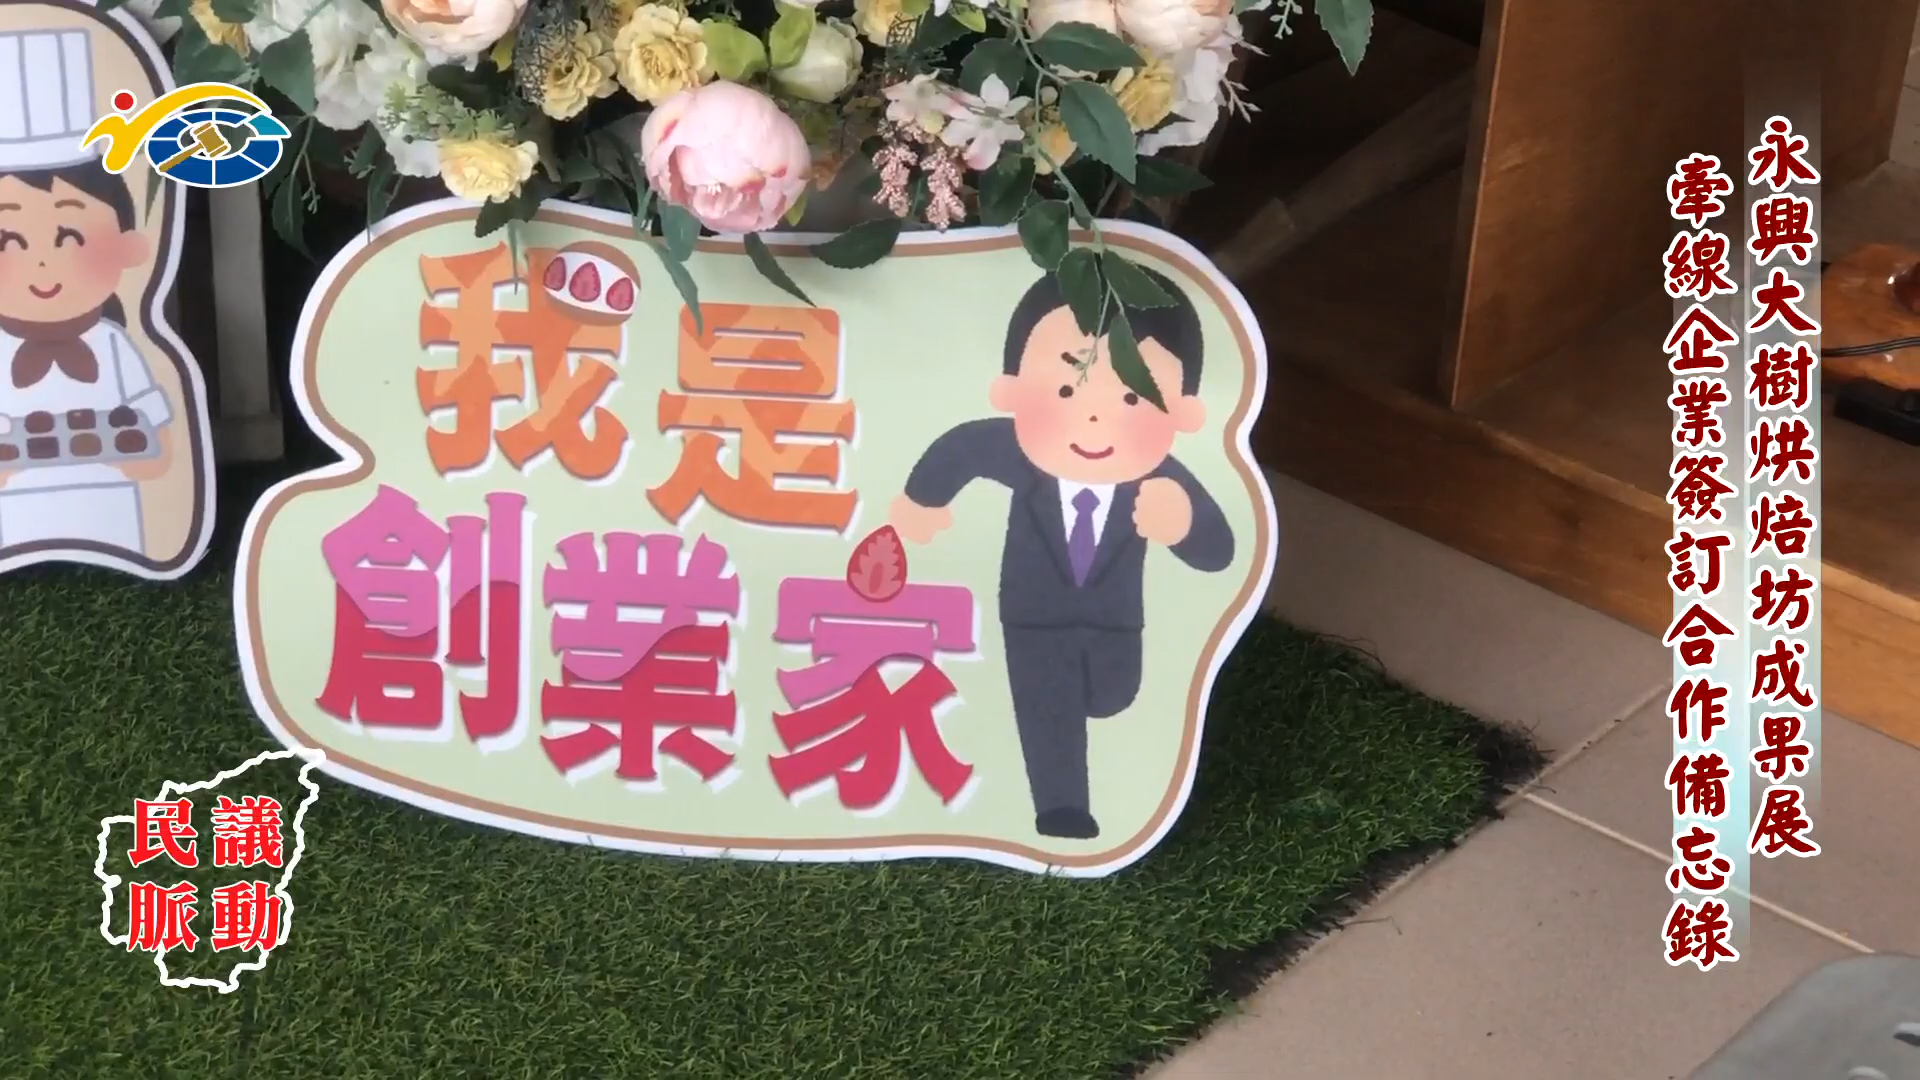 永興大樹烘焙坊成果展
牽線企業簽訂合作備忘錄
我是
創業家
民議
脈動